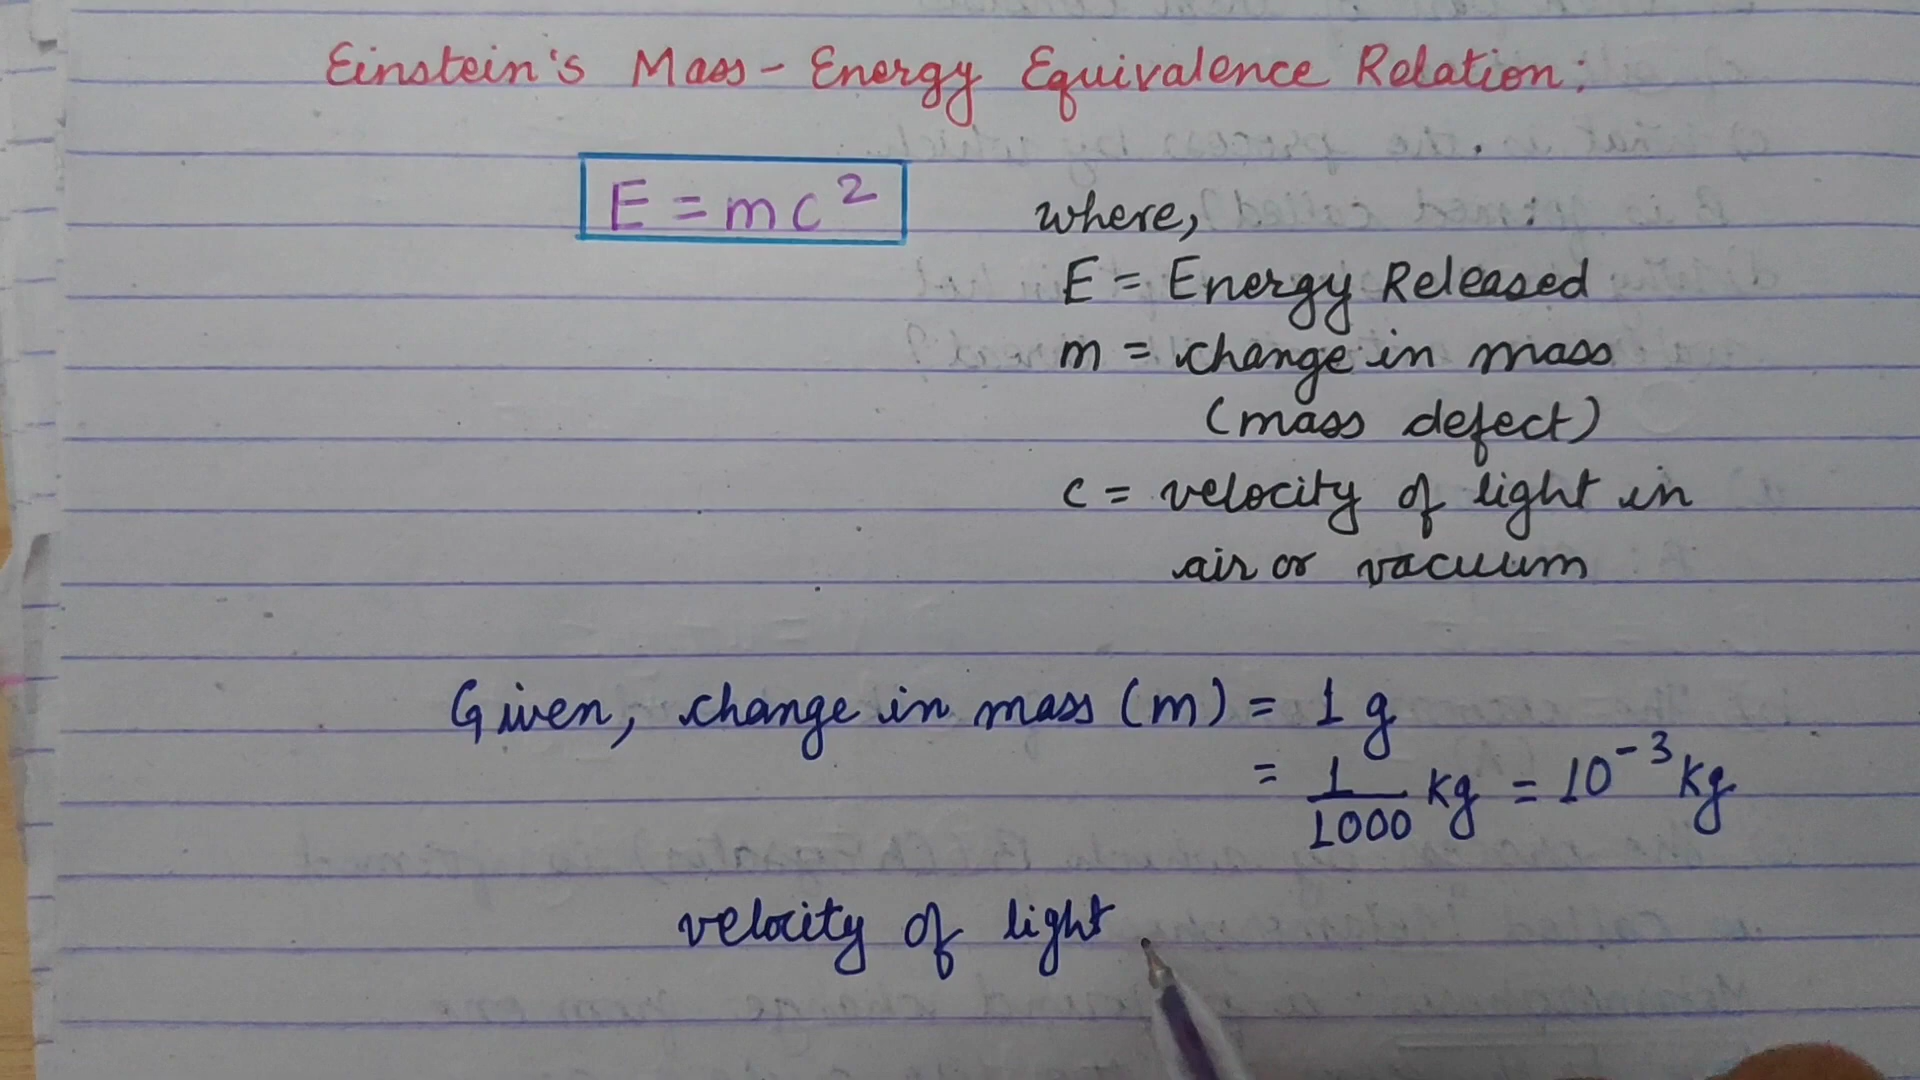 Einstein's Mass-Energy Equivalence Relation:
E = mc²
where,
E = Energy Released
m = change in mass
(mass defect)
c = velocity of light in
air or vacuum
Given, change in mass (m) = 1 g
= 1/1000 kg = 10⁻³ kg
velocity of light